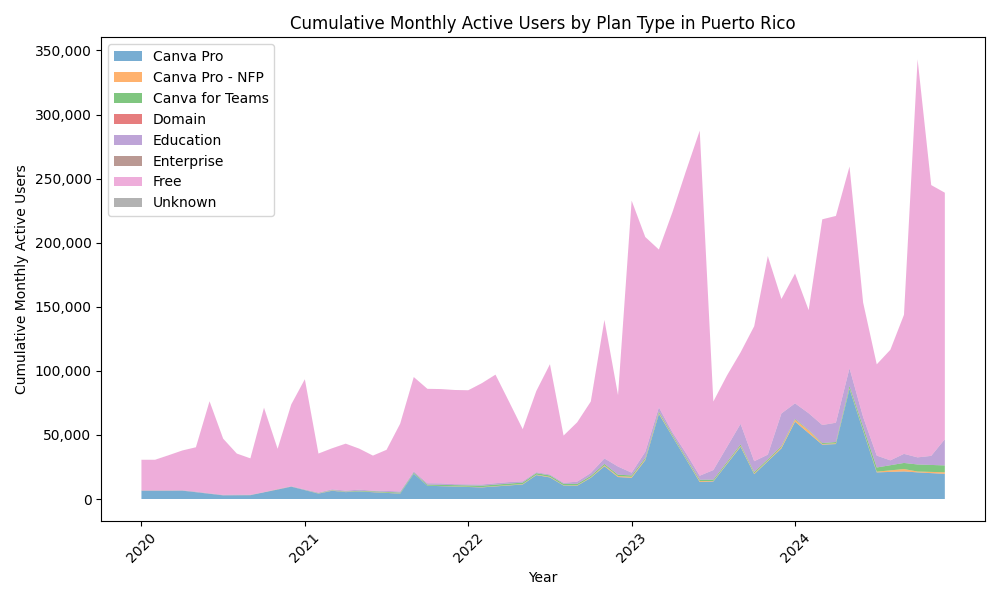 Cumulative Monthly Active Users by Plan Type in Puerto Rico
Cumulative Monthly Active Users
350,000
300,000
250,000
200,000
150,000
100,000
50,000
0
Canva Pro
Canva Pro - NFP
Canva for Teams
Domain
Education
Enterprise
Free
Unknown
2020
2021
2022
2023
2024
Year